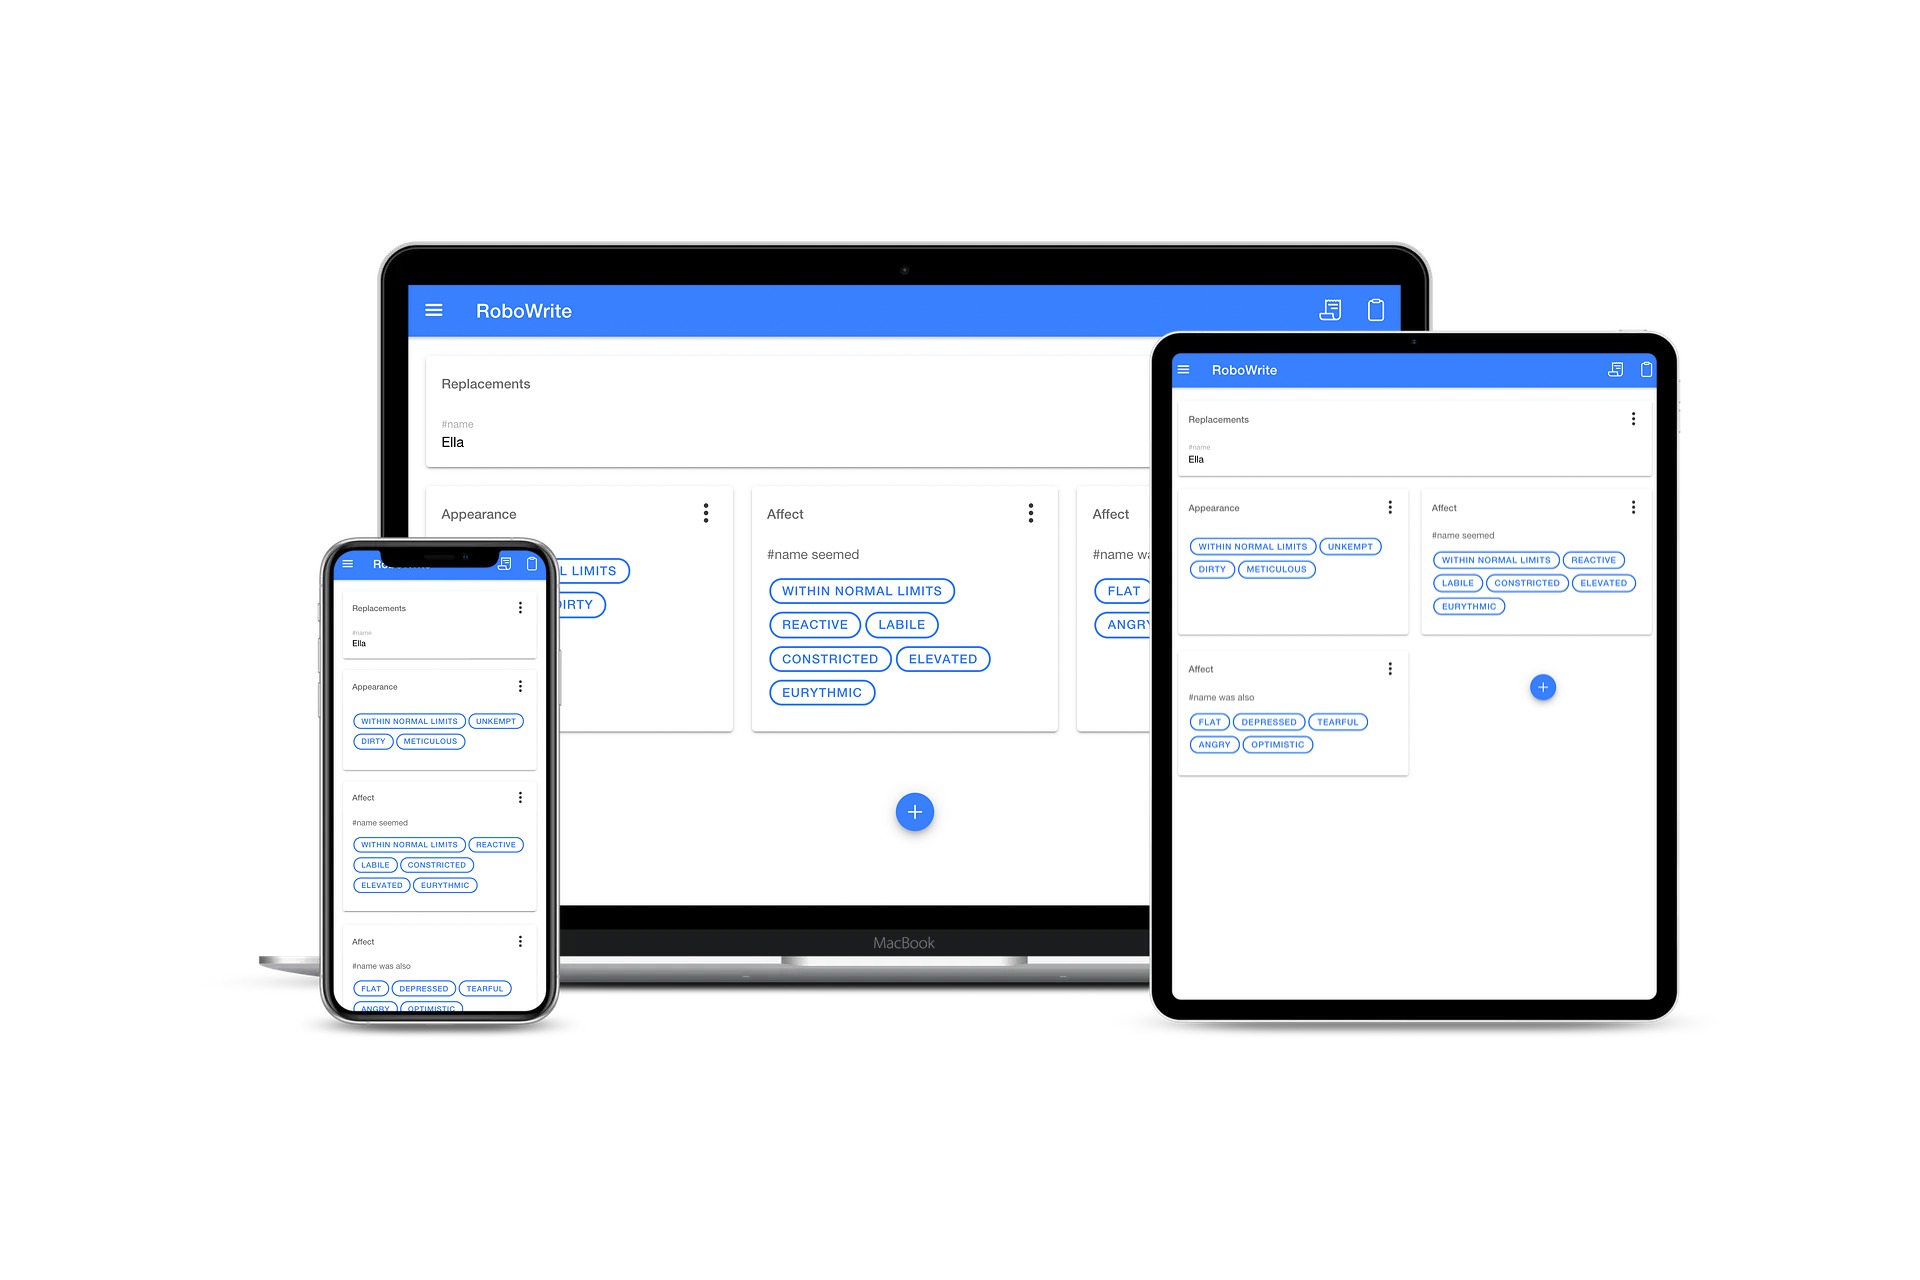 RoboWrite
Replacements
#name
Ella
Appearance
LIMITS
DIRTY
Affect
#name seemed
WITHIN NORMAL LIMITS
REACTIVE LABILE
CONSTRICTED ELEVATED
EURYTHMIC
Affect
#name wa
FLAT
ANGRY
MacBook
Replacements
#name
Ella
Appearance
WITHIN NORMAL LIMITS UNKEMPT
DIRTY METICULOUS
Affect
#name seemed
WITHIN NORMAL LIMITS REACTIVE
LABILE CONSTRICTED
ELEVATED EURYTHMIC
Affect
#name was also
FLAT DEPRESSED TEARFUL
ANGRY OPTIMISTIC
RoboWrite
Replacements
#name
Ella
Appearance
WITHIN NORMAL LIMITS UNKEMPT
DIRTY METICULOUS
Affect
#name seemed
WITHIN NORMAL LIMITS REACTIVE
LABILE CONSTRICTED ELEVATED
EURYTHMIC
Affect
#name was also
FLAT DEPRESSED TEARFUL
ANGRY OPTIMISTIC